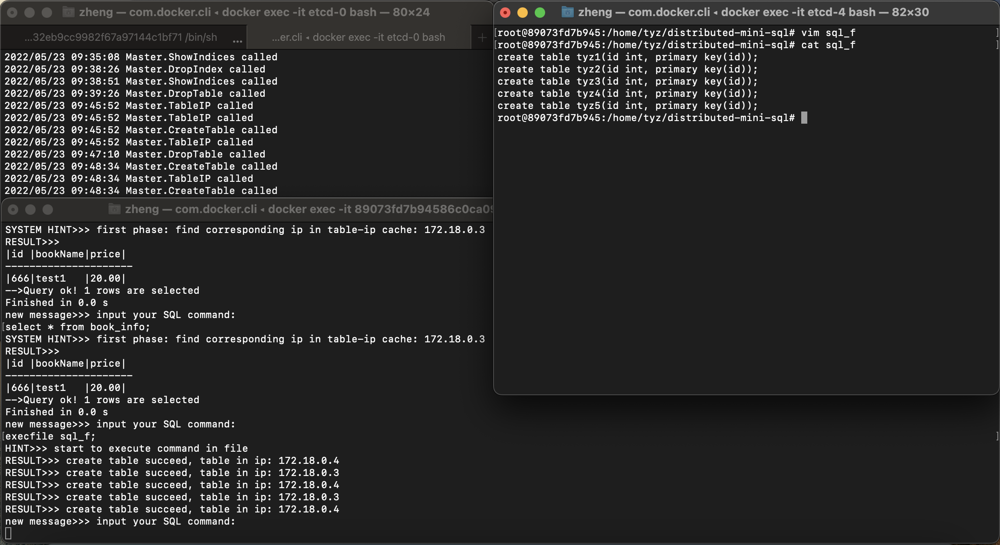 zheng — com.docker.cli ◂ docker exec -it etcd-0 bash — 80×24
...32eb9cc9982f67a97144c1bf71 /bin/sh ...
...er.cli ◂ docker exec -it etcd-0 bash +
2022/05/23 09:35:08 Master.ShowIndices called
2022/05/23 09:38:26 Master.DropIndex called
2022/05/23 09:38:51 Master.ShowIndices called
2022/05/23 09:39:26 Master.DropTable called
2022/05/23 09:45:52 Master.TableIP called
2022/05/23 09:45:52 Master.TableIP called
2022/05/23 09:45:52 Master.CreateTable called
2022/05/23 09:45:52 Master.TableIP called
2022/05/23 09:47:10 Master.DropTable called
2022/05/23 09:48:34 Master.CreateTable called
2022/05/23 09:48:34 Master.TableIP called
2022/05/23 09:48:34 Master.CreateTable called
zheng — com.docker.cli ◂ docker exec -it etcd-4 bash — 82×30
[root@89073fd7b945:/home/tyz/distributed-mini-sql# vim sql_f ]
[root@89073fd7b945:/home/tyz/distributed-mini-sql# cat sql_f ]
create table tyz1(id int, primary key(id));
create table tyz2(id int, primary key(id));
create table tyz3(id int, primary key(id));
create table tyz4(id int, primary key(id));
create table tyz5(id int, primary key(id));
root@89073fd7b945:/home/tyz/distributed-mini-sql#
zheng — com.docker.cli ◂ docker exec -it 89073fd7b94586c0ca09
SYSTEM HINT>>> first phase: find corresponding ip in table-ip cache: 172.18.0.3
RESULT>>>
|id |bookName|price|
---------------------
|666|test1   |20.00|
-->Query ok! 1 rows are selected
Finished in 0.0 s
new message>>> input your SQL command:
[select * from book_info;
SYSTEM HINT>>> first phase: find corresponding ip in table-ip cache: 172.18.0.3
RESULT>>>
|id |bookName|price|
---------------------
|666|test1   |20.00|
-->Query ok! 1 rows are selected
Finished in 0.0 s
new message>>> input your SQL command:
[execfile sql_f; ]
HINT>>> start to execute command in file
RESULT>>> create table succeed, table in ip: 172.18.0.4
RESULT>>> create table succeed, table in ip: 172.18.0.3
RESULT>>> create table succeed, table in ip: 172.18.0.4
RESULT>>> create table succeed, table in ip: 172.18.0.3
RESULT>>> create table succeed, table in ip: 172.18.0.4
new message>>> input your SQL command: